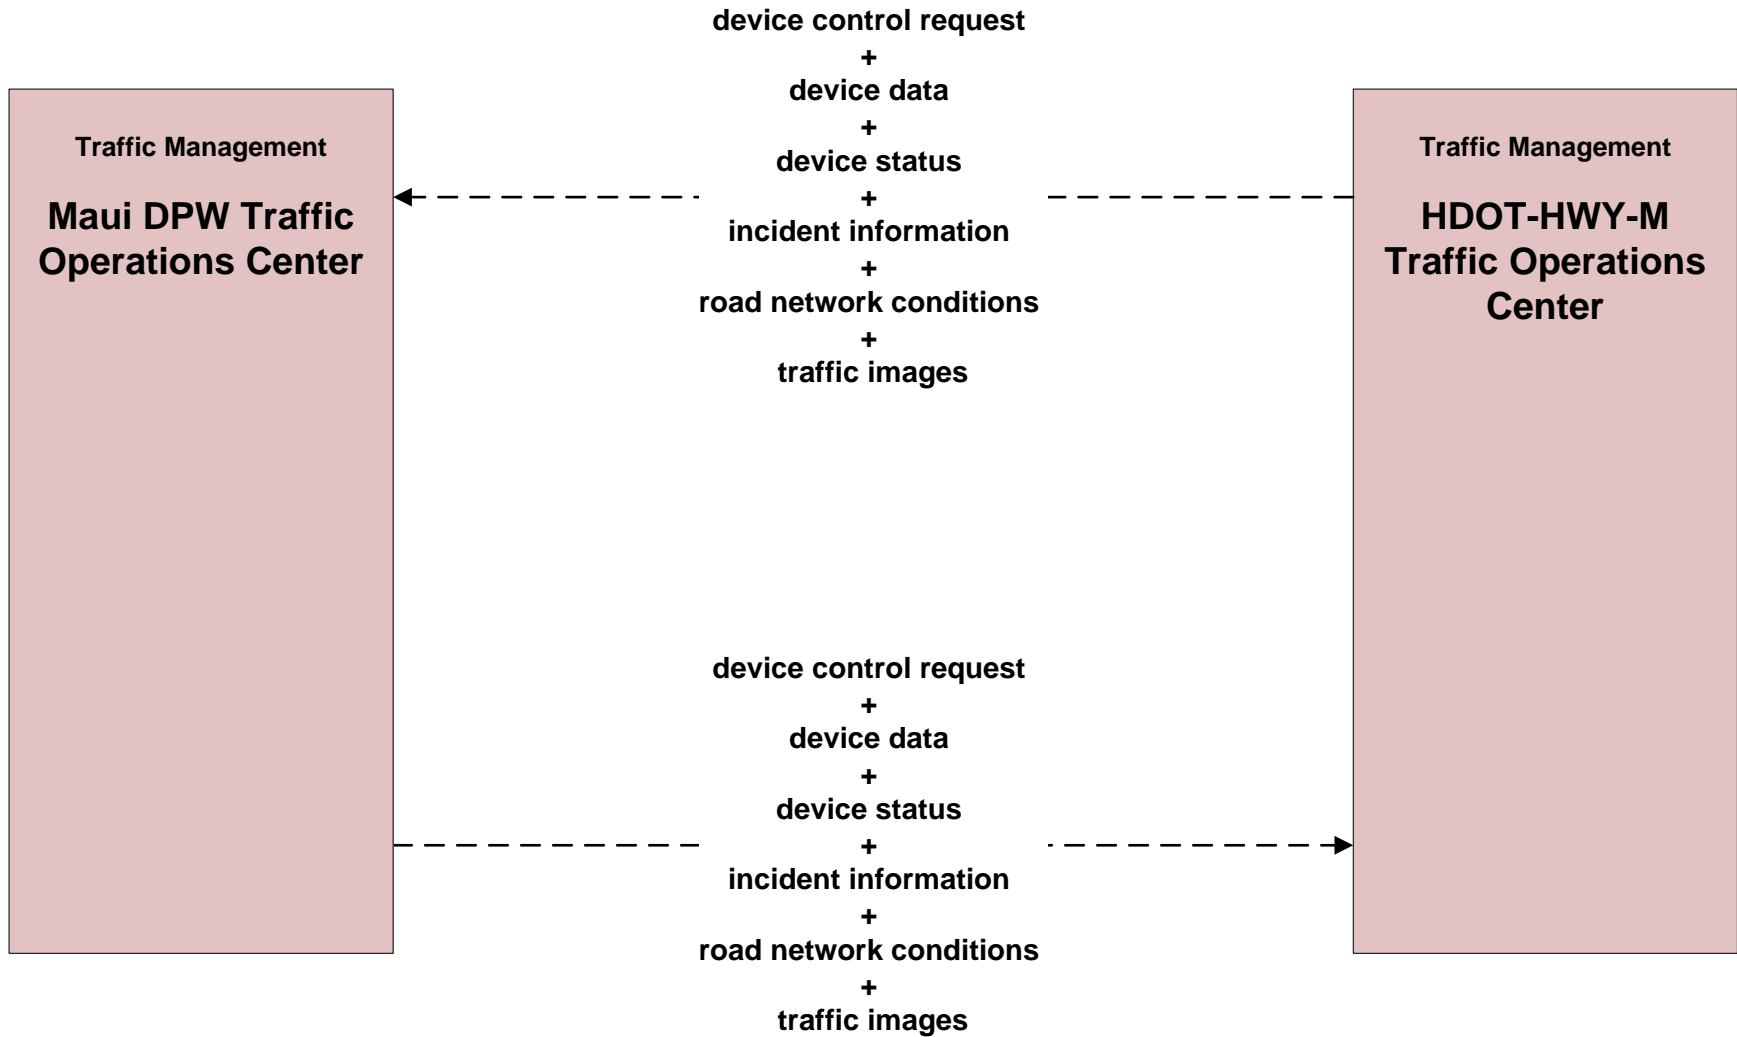 Traffic Management
Maui DPW Traffic
Operations Center
device control request
+
device data
+
device status
+
incident information
+
road network conditions
+
traffic images
Traffic Management
HDOT-HWY-M
Traffic Operations
Center
device control request
+
device data
+
device status
+
incident information
+
road network conditions
+
traffic images